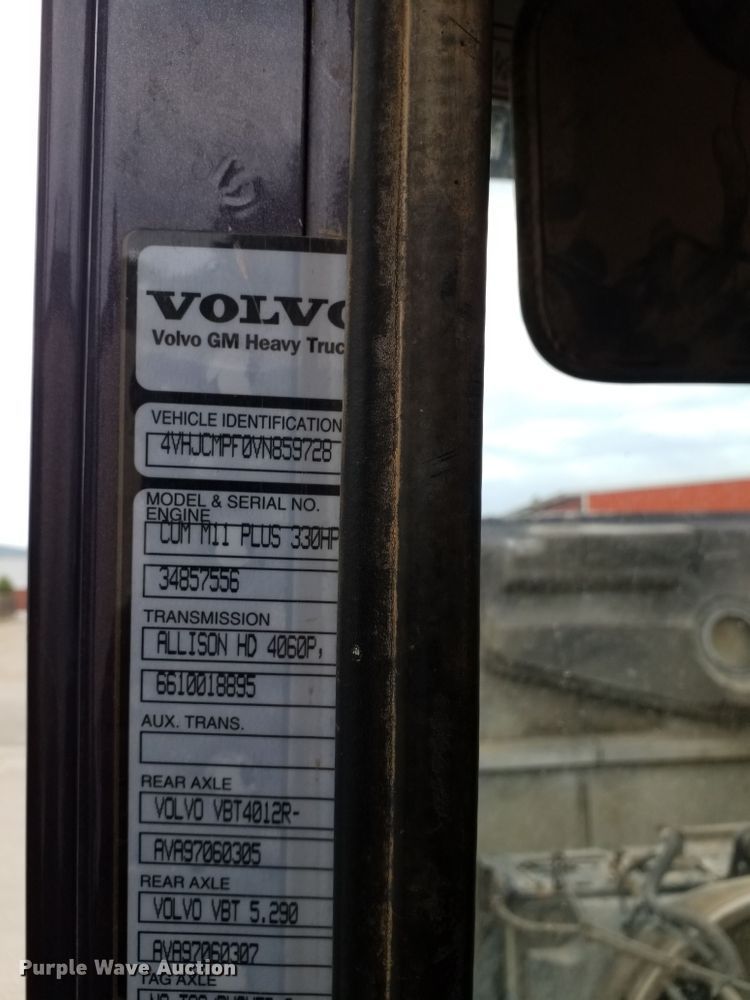 VOLVO
Volvo GM Heavy Truc
VEHICLE IDENTIFICATION
4VHJCMPF0VN859728
MODEL & SERIAL NO.
ENGINE
CUM M11 PLUS 330HP
34857556
TRANSMISSION
ALLISON HD 4060P,
6610018895
AUX. TRANS.
REAR AXLE
VOLVO VBT4012R-
AVA97060305
REAR AXLE
VOLVO VBT 5.290
AVA97060307
TAG AXLE
Purple Wave Auction